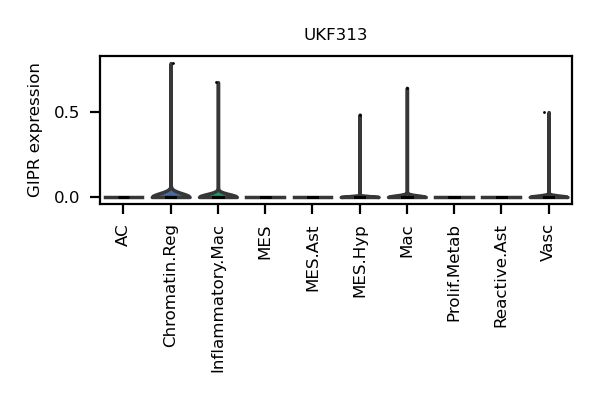 UKF313
GIPR expression
0.5
0.0
AC
Chromatin.Reg
Inflammatory.Mac
MES
MES.Ast
MES.Hyp
Mac
Prolif.Metab
Reactive.Ast
Vasc